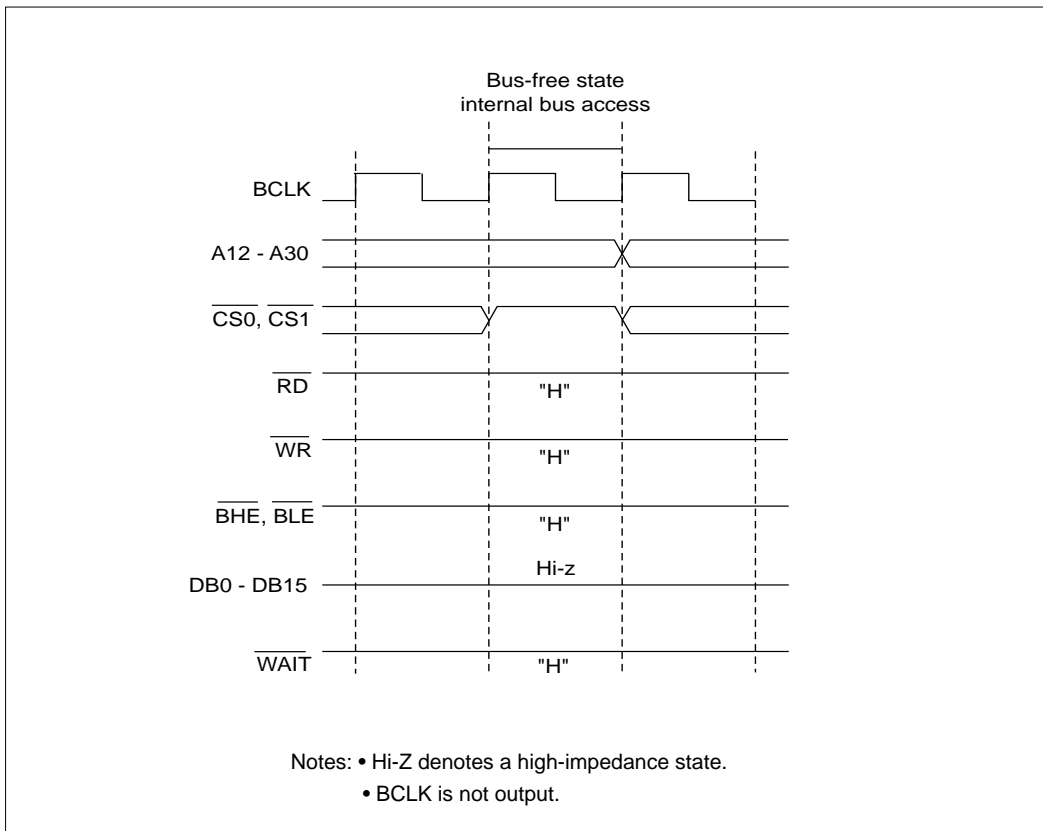 Bus-free state
internal bus access
BCLK
A12 - A30
CS0, CS1
RD
"H"
WR
"H"
BHE, BLE
"H"
Hi-z
DB0 - DB15
WAIT
"H"
Notes: • Hi-Z denotes a high-impedance state.
• BCLK is not output.